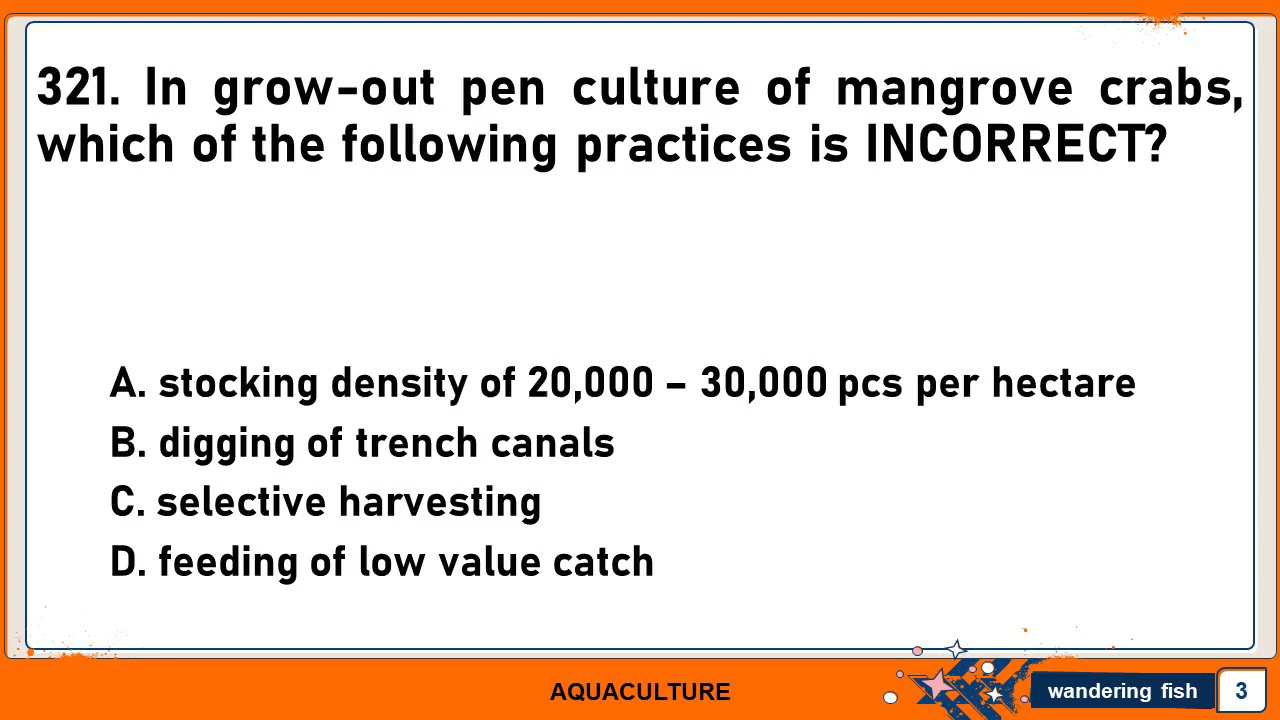 321. In grow-out pen culture of mangrove crabs,
which of the following practices is INCORRECT?
A. stocking density of 20,000 – 30,000 pcs per hectare
B. digging of trench canals
C. selective harvesting
D. feeding of low value catch
AQUACULTURE
wandering fish
3